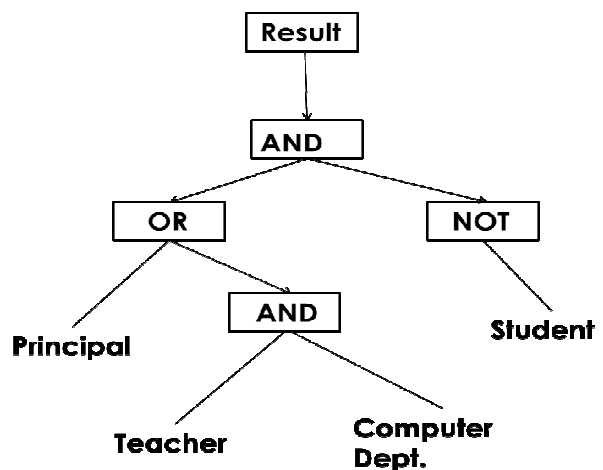 Result
AND
OR
NOT
AND
Principal
Student
Teacher
Computer
Dept.